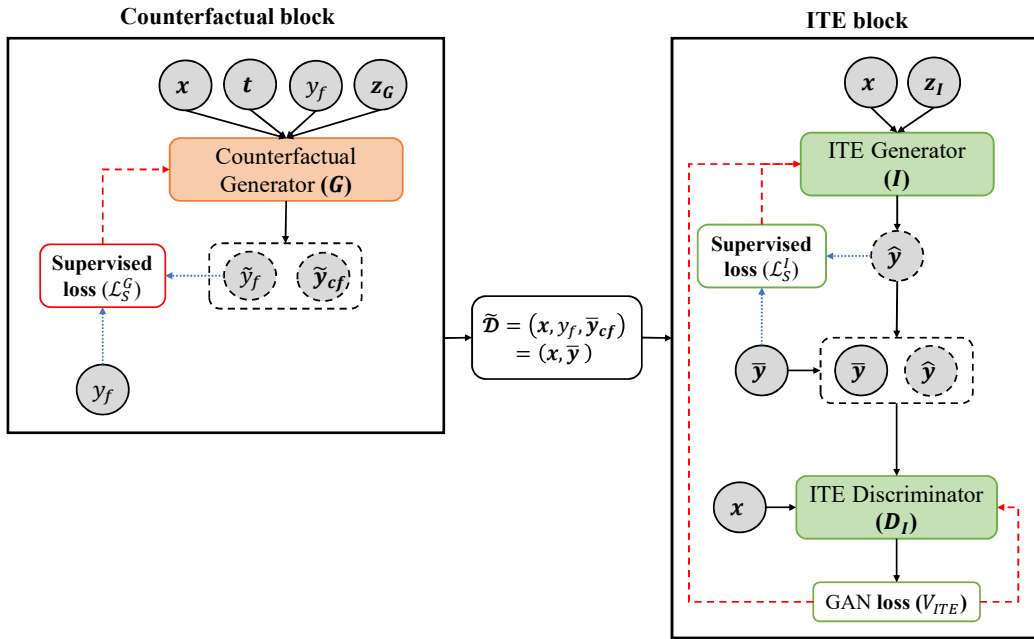 Counterfactual block
x t y_f z_G
Counterfactual
Generator (G)
Supervised
loss (ℒ_S^G)
ỹ_f ỹ_cf
y_f
𝒟̃ = (x, y_f, ȳ_cf)
= (x, ȳ)
ITE block
x z_I
ITE Generator
(I)
Supervised
loss (ℒ_S^I)
ŷ
ȳ ȳ ŷ
x
ITE Discriminator
(D_I)
GAN loss (V_ITE)